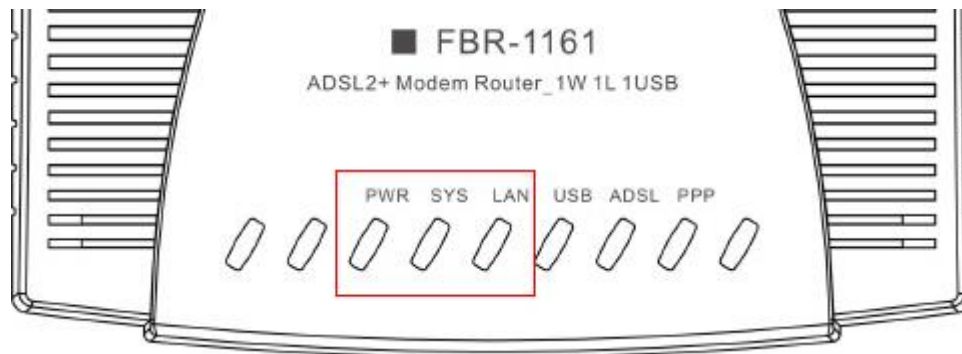 ■ FBR-1161
ADSL2+ Modem Router_1W 1L 1USB
PWR SYS LAN USB ADSL PPP